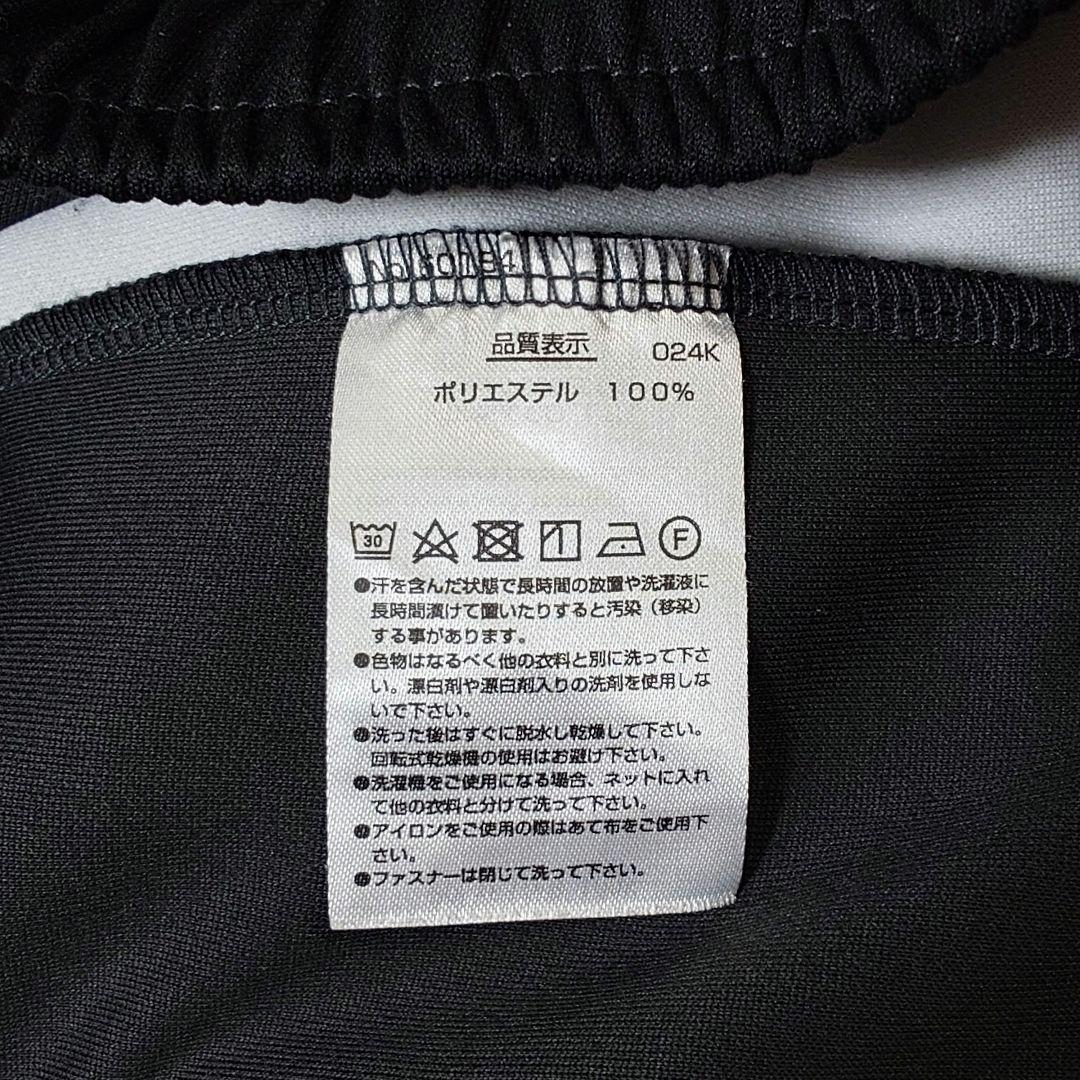 品質表示 024K
ポリエステル 100%
30 F
●汗を含んだ状態で長時間の放置や洗濯液に
長時間漬けて置いたりすると汚染（移染）
する事があります。
●色物はなるべく他の衣料と別に洗って下さ
い。漂白剤や漂白剤入りの洗剤を使用しな
いで下さい。
●洗った後はすぐに脱水し乾燥して下さい。
回転式乾燥機の使用はお避け下さい。
●洗濯機をご使用になる場合、ネットに入れ
て他の衣料と分けて洗って下さい。
●アイロンをご使用の際はあて布をご使用下
さい。
●ファスナーは閉じて洗って下さい。